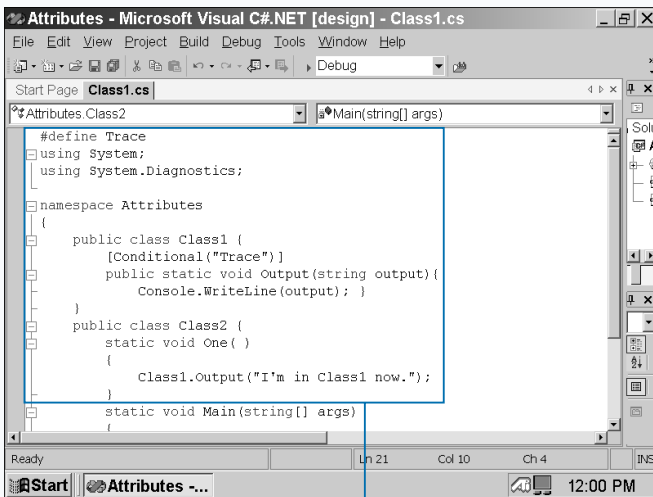 Attributes - Microsoft Visual C#.NET [design] - Class1.cs
File Edit View Project Build Debug Tools Window Help
Debug
Start Page Class1.cs
Attributes.Class2 Main(string[] args)
#define Trace
using System;
using System.Diagnostics;
namespace Attributes
{
public class Class1 {
[Conditional("Trace")]
public static void Output(string output){
Console.WriteLine(output); }
}
public class Class2 {
static void One( )
{
Class1.Output("I'm in Class1 now.");
}
static void Main(string[] args)
{
Ready Ln 21 Col 10 Ch 4 INS
Start Attributes -... 12:00 PM